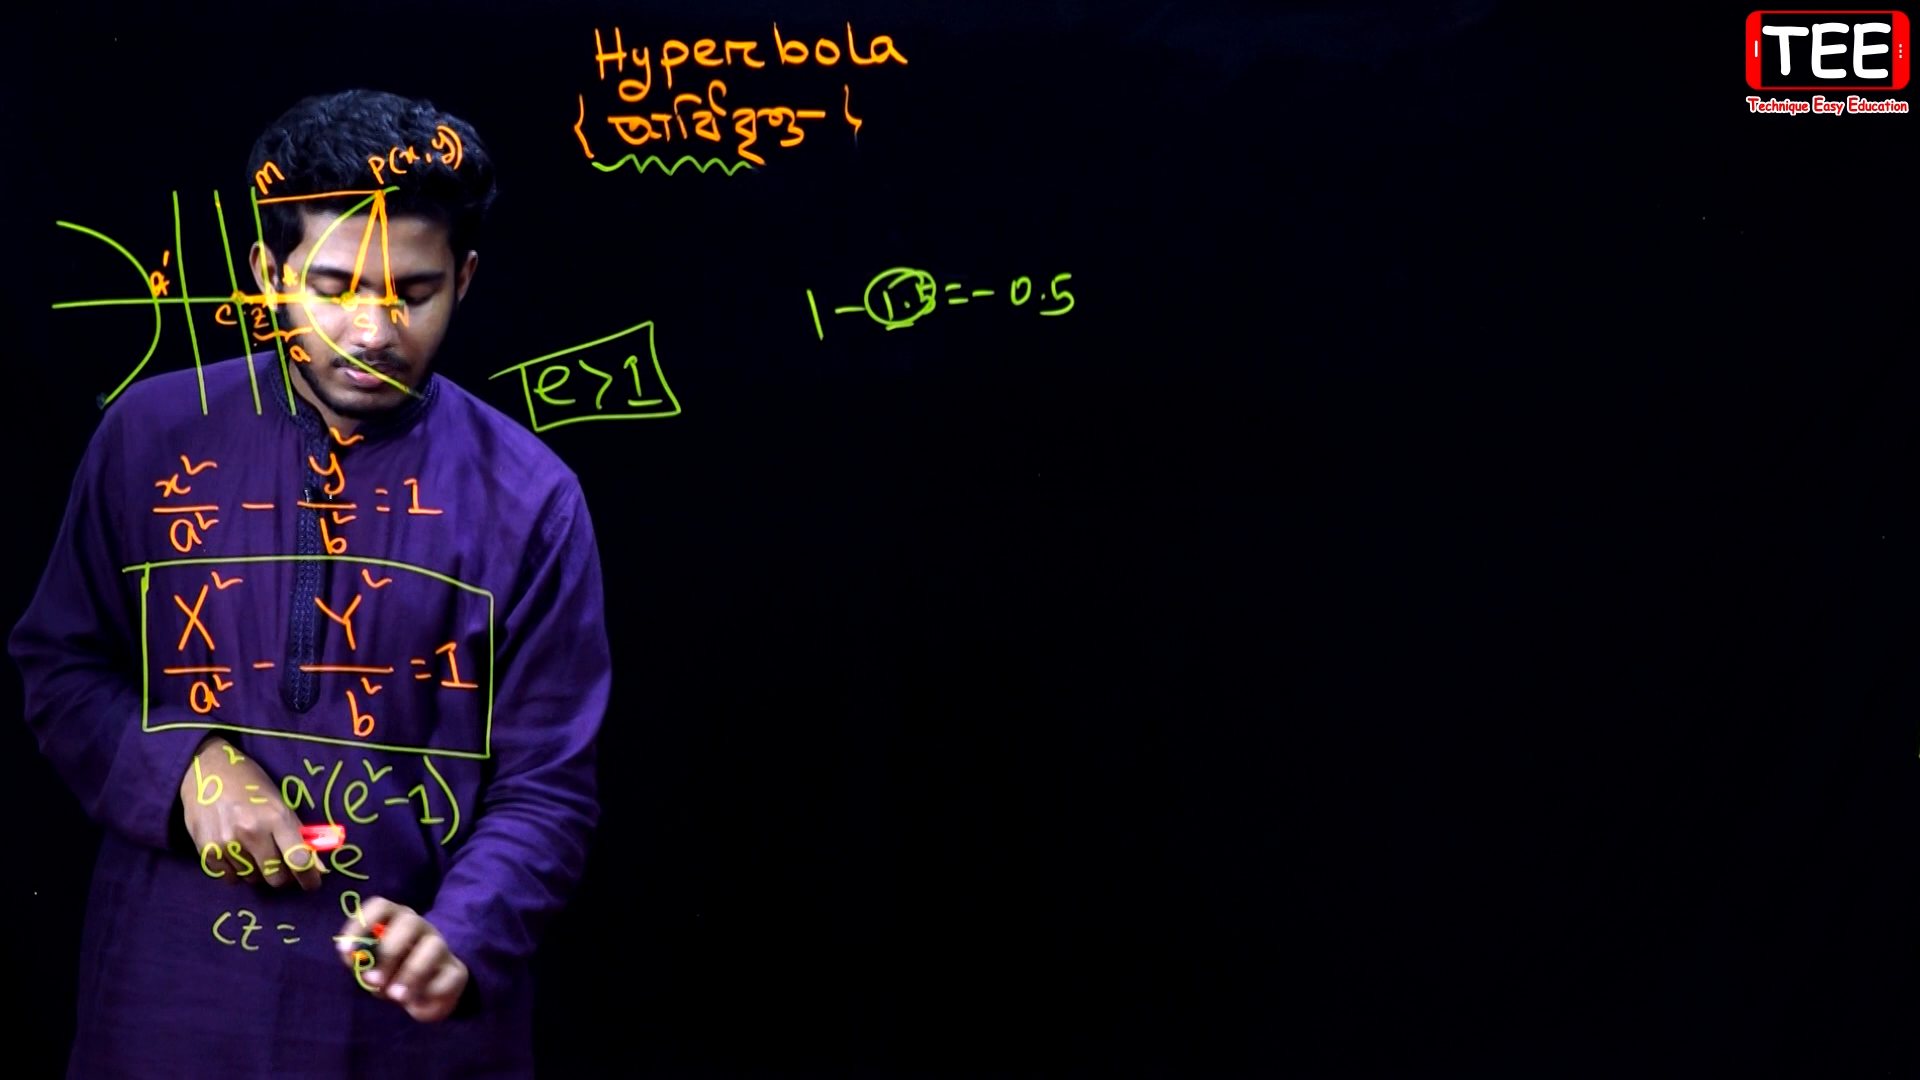 Hyperbola
{অধিবৃত্ত}
TEE
Technique Easy Education
M P(x,y)
A' A
C Z S N
a
1 - 1.5 = - 0.5
e > 1
x²/a² - y²/b² = 1
X²/a² - Y²/b² = 1
b² = a²(e²-1)
CS = ae
CZ = a/e